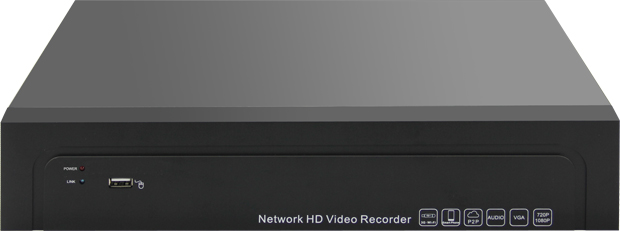 POWER
LINK
Network HD Video Recorder
P2P
AUDIO
VGA
720P
1080P